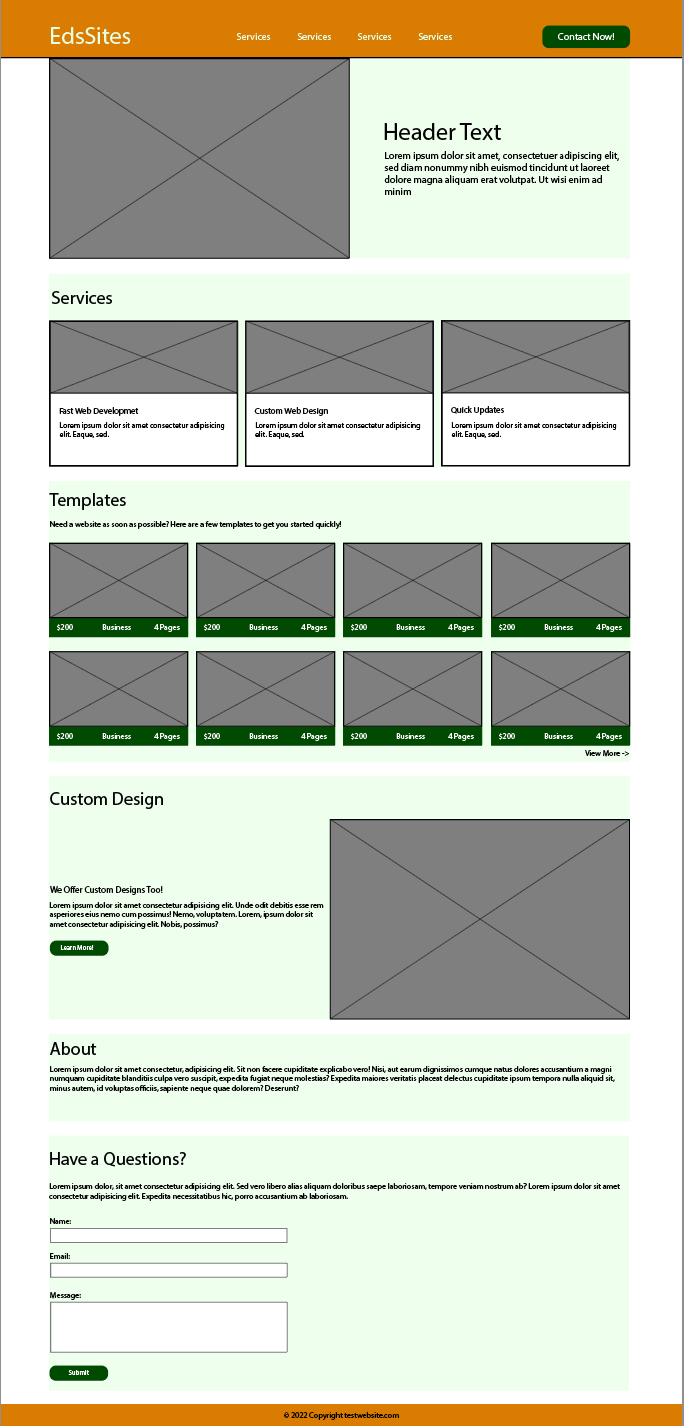 EdsSites
Services Services Services Services
Contact Now!
Header Text
Lorem ipsum dolor sit amet, consectetuer adipiscing elit,
sed diam nonummy nibh euismod tincidunt ut laoreet
dolore magna aliquam erat volutpat. Ut wisi enim ad
minim
Services
Fast Web Developmet
Lorem ipsum dolor sit amet consectetur adipisicing
elit. Eaque, sed.
Custom Web Design
Lorem ipsum dolor sit amet consectetur adipisicing
elit. Eaque, sed.
Quick Updates
Lorem ipsum dolor sit amet consectetur adipisicing
elit. Eaque, sed.
Templates
Need a website as soon as possible? Here are a few templates to get you started quickly!
$200 Business 4 Pages
$200 Business 4 Pages
$200 Business 4 Pages
$200 Business 4 Pages
$200 Business 4 Pages
$200 Business 4 Pages
$200 Business 4 Pages
$200 Business 4 Pages
View More ->
Custom Design
We Offer Custom Designs Too!
Lorem ipsum dolor sit amet consectetur adipisicing elit. Unde odit debitis esse rem
asperiores eius nemo cum possimus! Nemo, voluptatem. Lorem, ipsum dolor sit
amet consectetur adipisicing elit. Nobis, possimus?
Learn More!
About
Lorem ipsum dolor sit amet consectetur, adipisicing elit. Sit non facere cupiditate explicabo vero! Nisi, aut earum dignissimos cumque natus dolores accusantium a magni
numquam cupiditate blanditiis culpa vero suscipit, expedita fugiat neque molestias? Expedita maiores veritatis placeat delectus cupiditate ipsum tempora nulla aliquid sit,
minus autem, id voluptas officiis, sapiente neque quae dolorem? Deserunt?
Have a Questions?
Lorem ipsum dolor, sit amet consectetur adipisicing elit. Sed vero libero alias aliquam doloribus saepe laboriosam, tempore veniam nostrum ab? Lorem ipsum dolor sit amet
consectetur adipisicing elit. Expedita necessitatibus hic, porro accusantium ab laboriosam.
Name:
Email:
Message:
Submit
© 2022 Copyright testwebsite.com